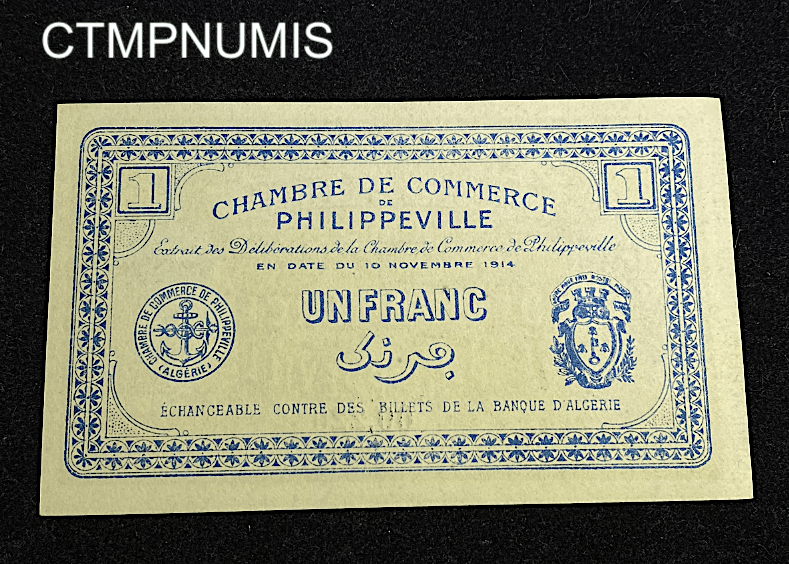 CTMPNUMIS
1 1
CHAMBRE DE COMMERCE
DE
PHILIPPEVILLE
Extrait des Délibérations de la Chambre de Commerce de Philippeville
EN DATE DU 10 NOVEMBRE 1914
UN FRANC
فرنك
CHAMBRE DE COMMERCE DE PHILIPPEVILLE
(ALGÉRIE)
ÉCHANGEABLE CONTRE DES BILLETS DE LA BANQUE D'ALGÉRIE